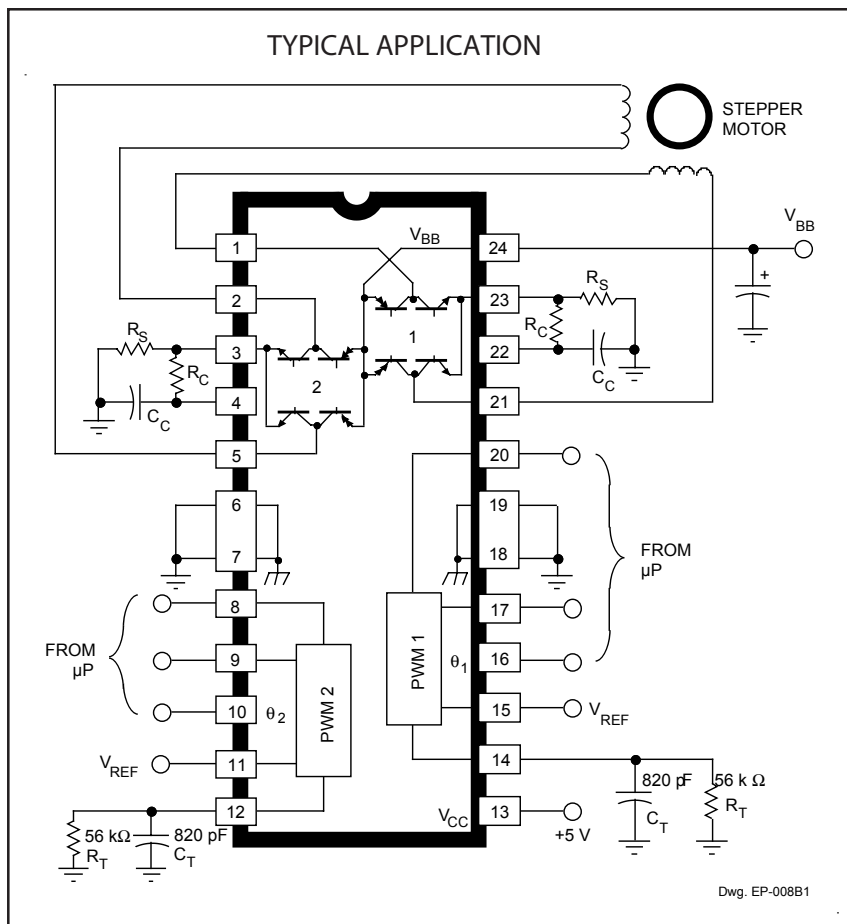 TYPICAL APPLICATION
STEPPER
MOTOR
V_BB
1
V_BB
24
+
2
23
R_S
R_S
3
1
R_C
R_C
22
C_C
2
4
C_C
21
5
20
6
19
FROM
µP
7
18
8
17
FROM
µP
9
PWM 1
θ_1
16
10
θ_2
PWM 2
15
V_REF
V_REF
11
14
12
V_CC
13
+5 V
820 pF
C_T
56 k Ω
R_T
56 kΩ
R_T
820 pF
C_T
Dwg. EP-008B1